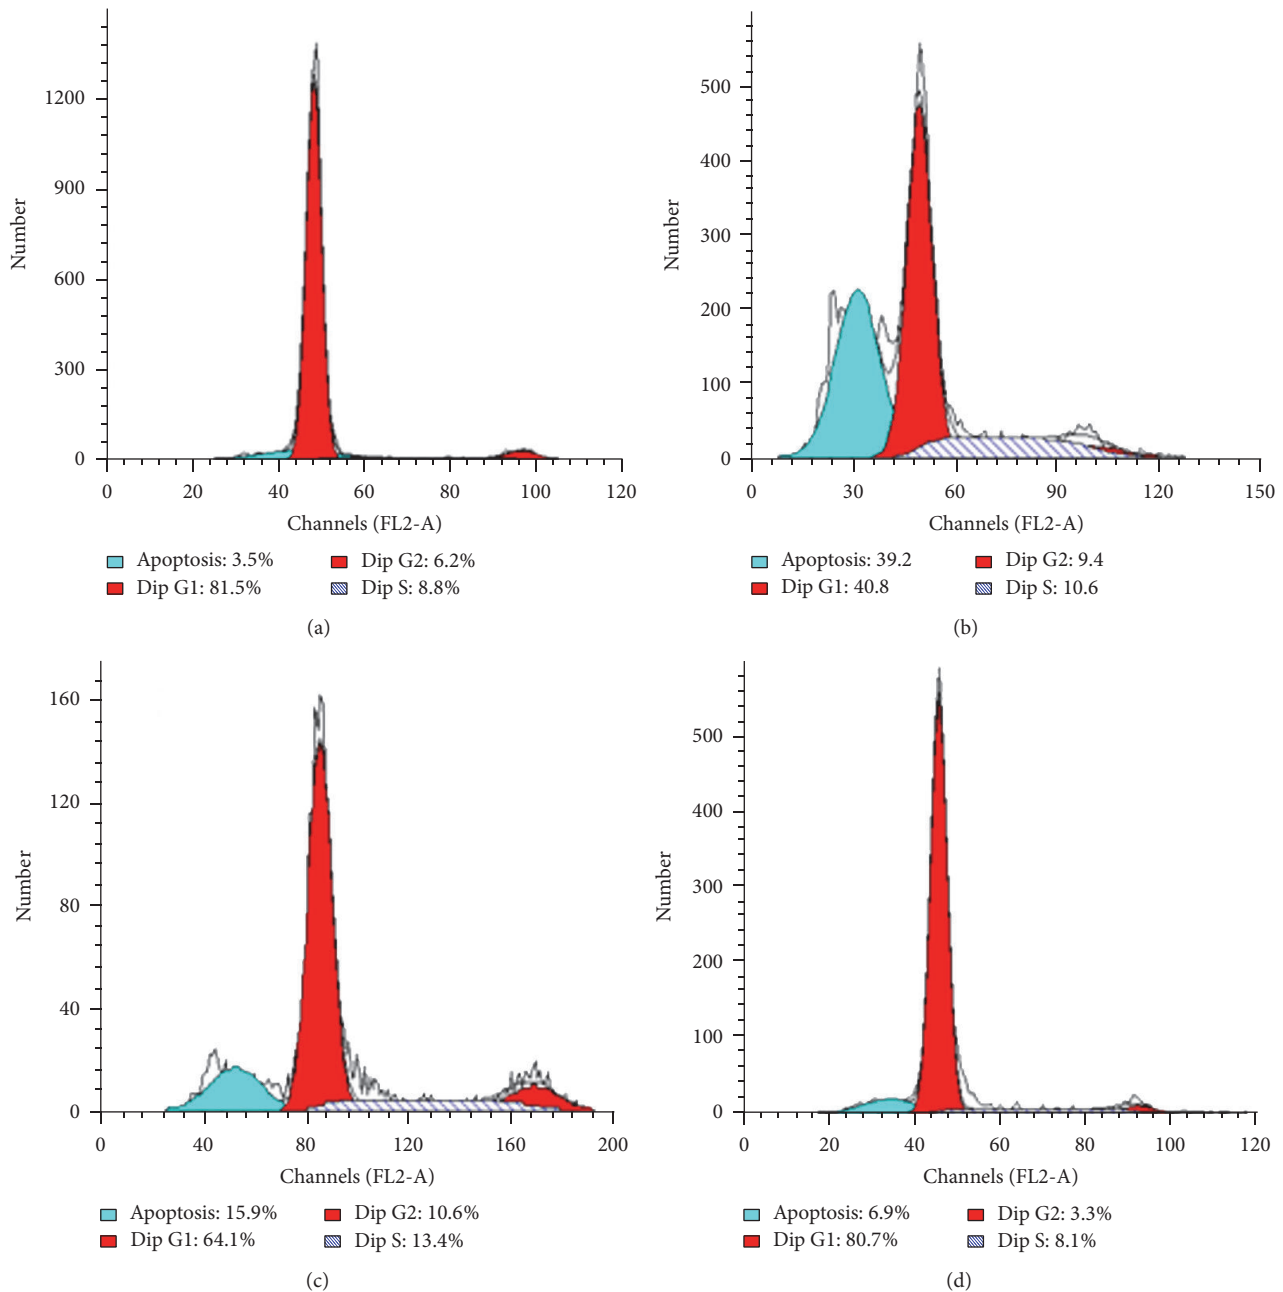 1200
900
600
300
0
Number
0 20 40 60 80 100 120
Channels (FL2-A)
Apoptosis: 3.5% Dip G2: 6.2%
Dip G1: 81.5% Dip S: 8.8%
(a)
500
400
300
200
100
0
Number
0 30 60 90 120 150
Channels (FL2-A)
Apoptosis: 39.2 Dip G2: 9.4
Dip G1: 40.8 Dip S: 10.6
(b)
160
120
80
40
0
Number
0 40 80 120 160 200
Channels (FL2-A)
Apoptosis: 15.9% Dip G2: 10.6%
Dip G1: 64.1% Dip S: 13.4%
(c)
500
400
300
200
100
0
Number
0 20 40 60 80 100 120
Channels (FL2-A)
Apoptosis: 6.9% Dip G2: 3.3%
Dip G1: 80.7% Dip S: 8.1%
(d)